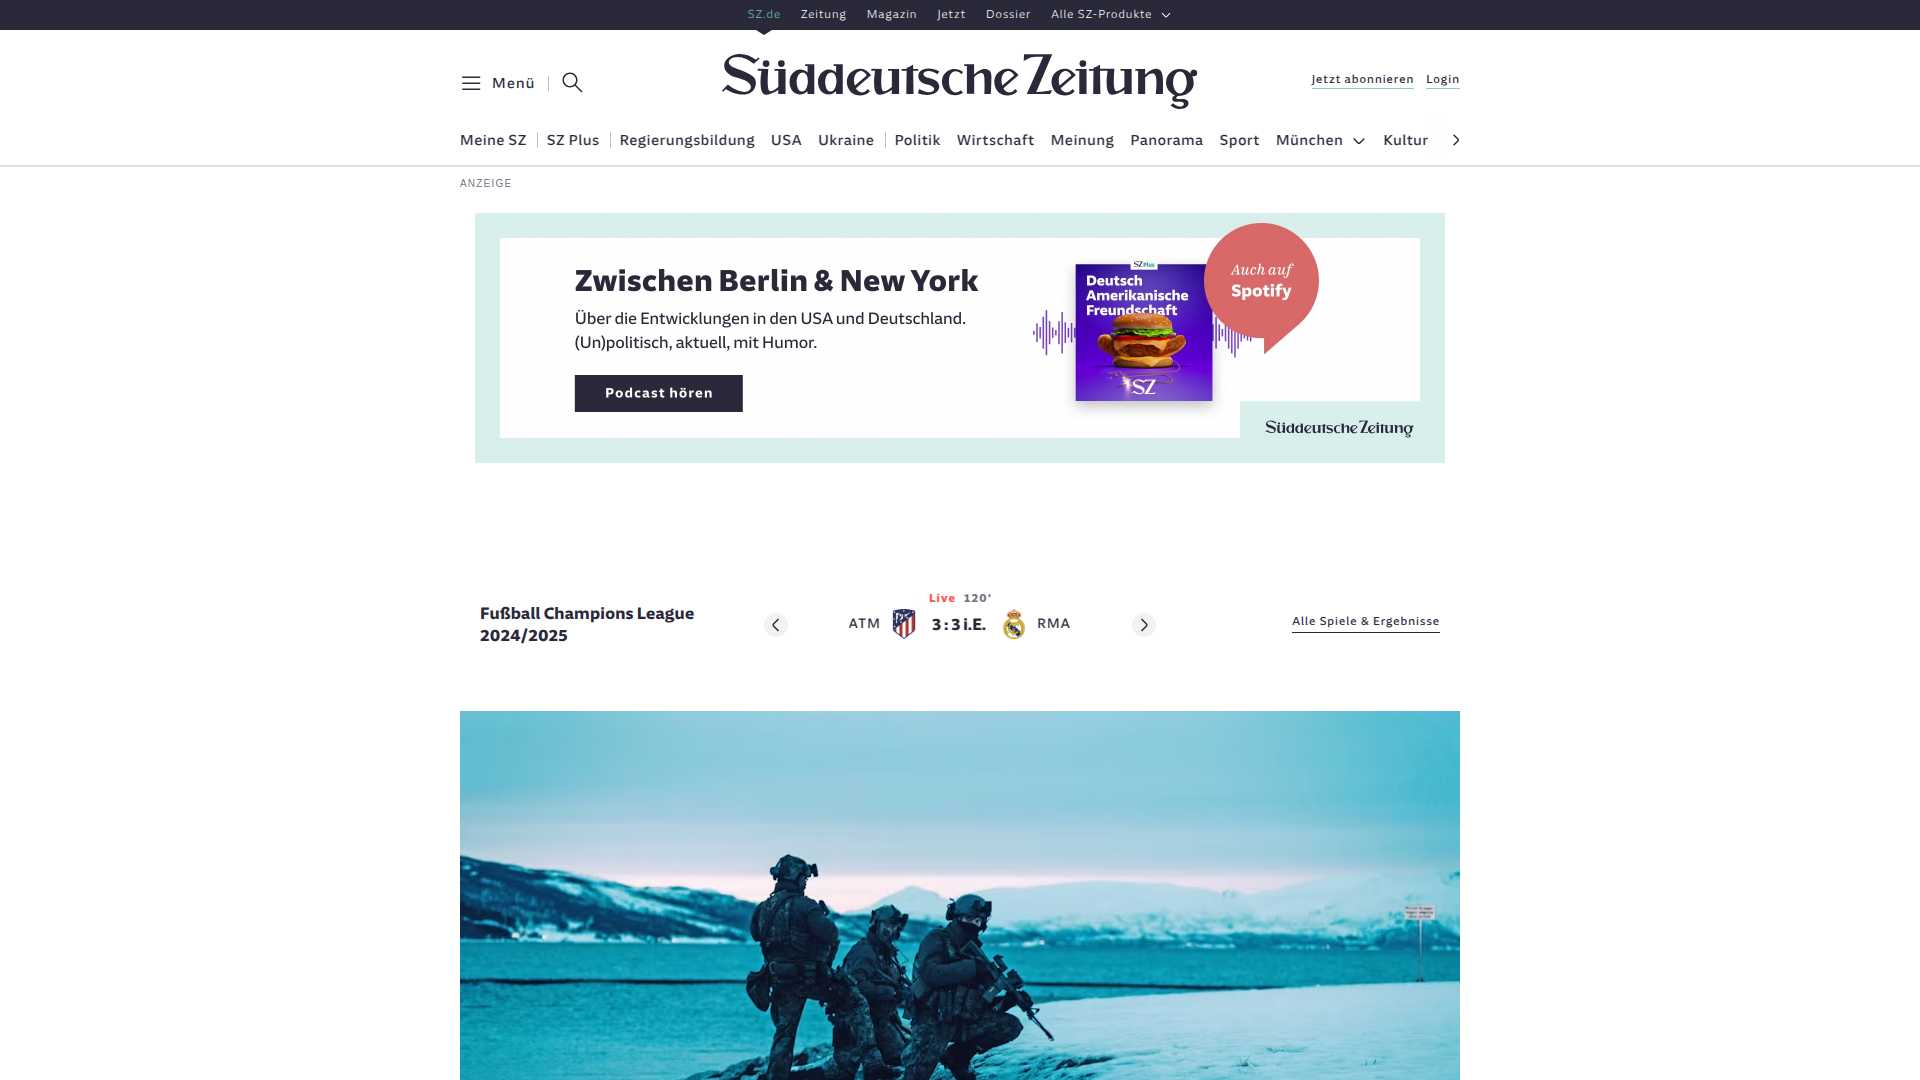 SZ.de Zeitung Magazin Jetzt Dossier Alle SZ-Produkte
Menü
Süddeutsche Zeitung
Jetzt abonnieren Login
Meine SZ SZ Plus Regierungsbildung USA Ukraine Politik Wirtschaft Meinung Panorama Sport München Kultur
ANZEIGE
Zwischen Berlin & New York
Über die Entwicklungen in den USA und Deutschland.
(Un)politisch, aktuell, mit Humor.
Podcast hören
SZ Plus
Deutsch
Amerikanische
Freundschaft
SZ
Auch auf
Spotify
Süddeutsche Zeitung
Fußball Champions League
2024/2025
Live 120'
ATM 3:3 i.E. RMA
Alle Spiele & Ergebnisse